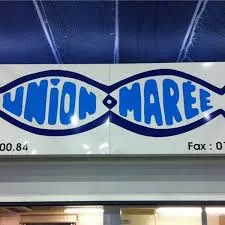 UNION MARÉE
00.84 Fax : 0